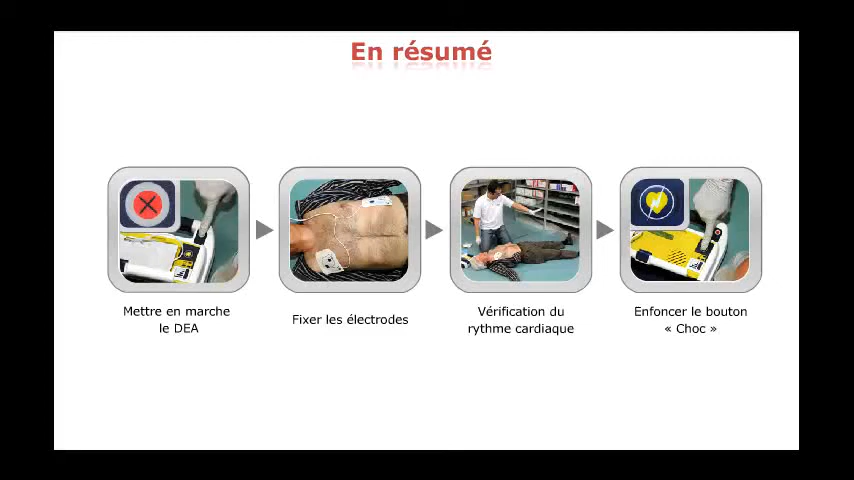 En résumé
Mettre en marche
le DEA
Fixer les électrodes
Vérification du
rythme cardiaque
Enfoncer le bouton
« Choc »